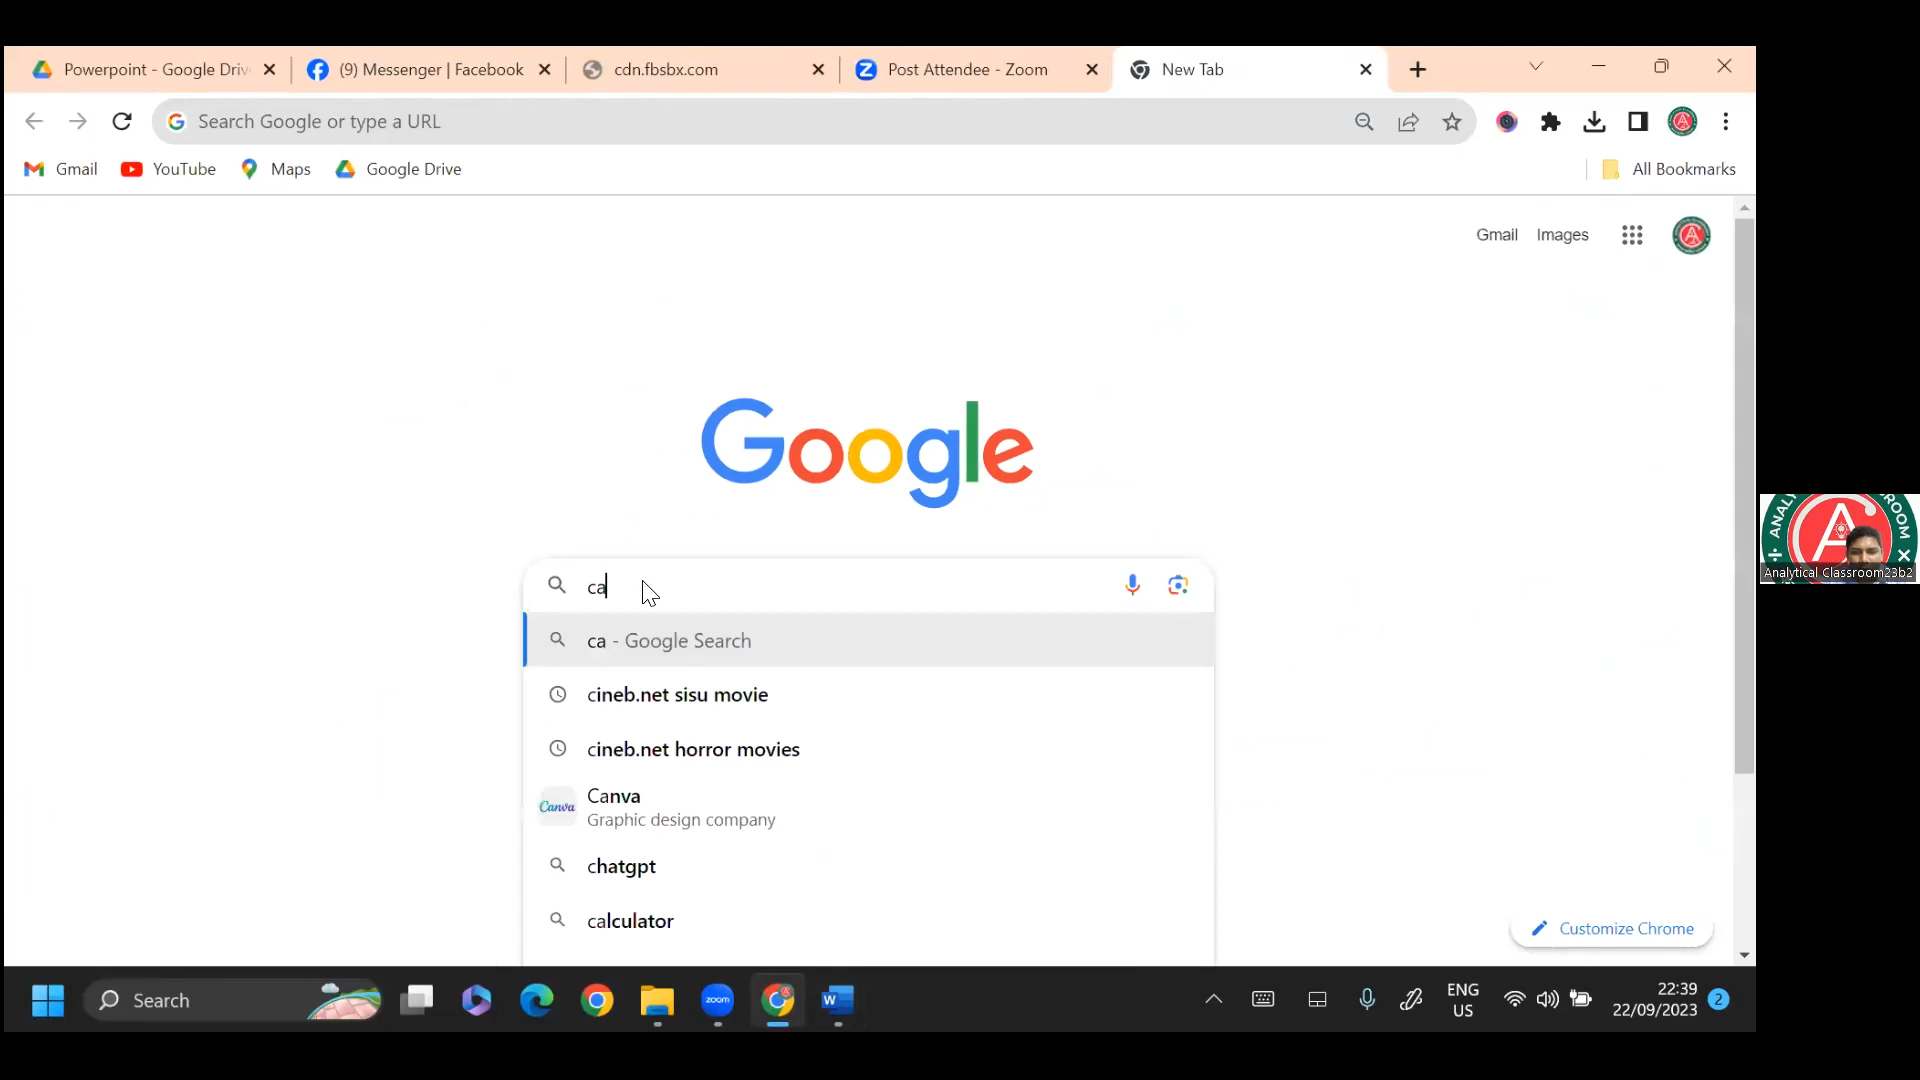 Powerpoint - Google Driv
(9) Messenger | Facebook
cdn.fbsbx.com
Post Attendee - Zoom
New Tab
Search Google or type a URL
Gmail
YouTube
Maps
Google Drive
All Bookmarks
Gmail
Images
Google
ca
ca - Google Search
cineb.net sisu movie
cineb.net horror movies
Canva
Canva
Graphic design company
chatgpt
calculator
Customize Chrome
Analytical Classroom23b2
Search
zoom
W
ENG
US
22:39
22/09/2023
2